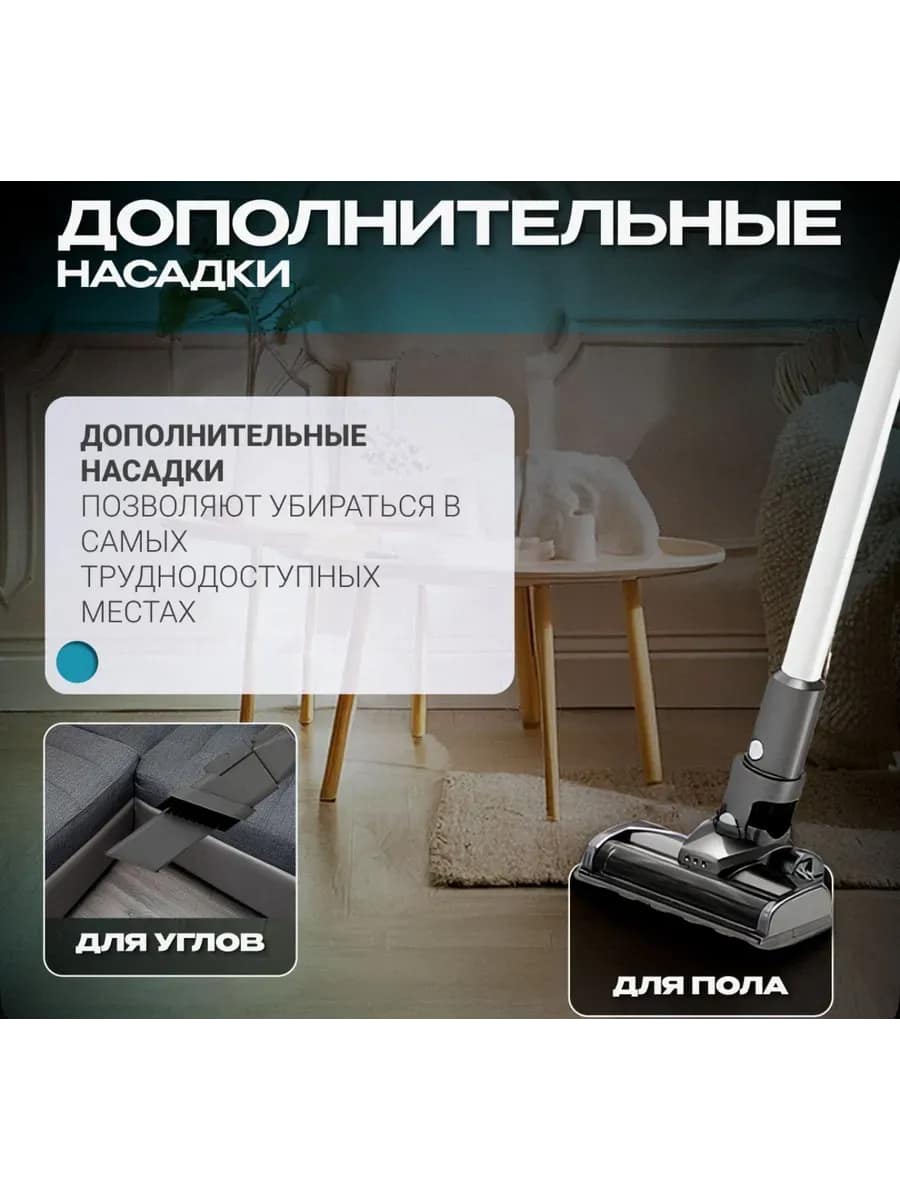 ДОПОЛНИТЕЛЬНЫЕ
НАСАДКИ
ДОПОЛНИТЕЛЬНЫЕ
НАСАДКИ
ПОЗВОЛЯЮТ УБИРАТЬСЯ В
САМЫХ
ТРУДНОДОСТУПНЫХ
МЕСТАХ
ДЛЯ УГЛОВ
ДЛЯ ПОЛА